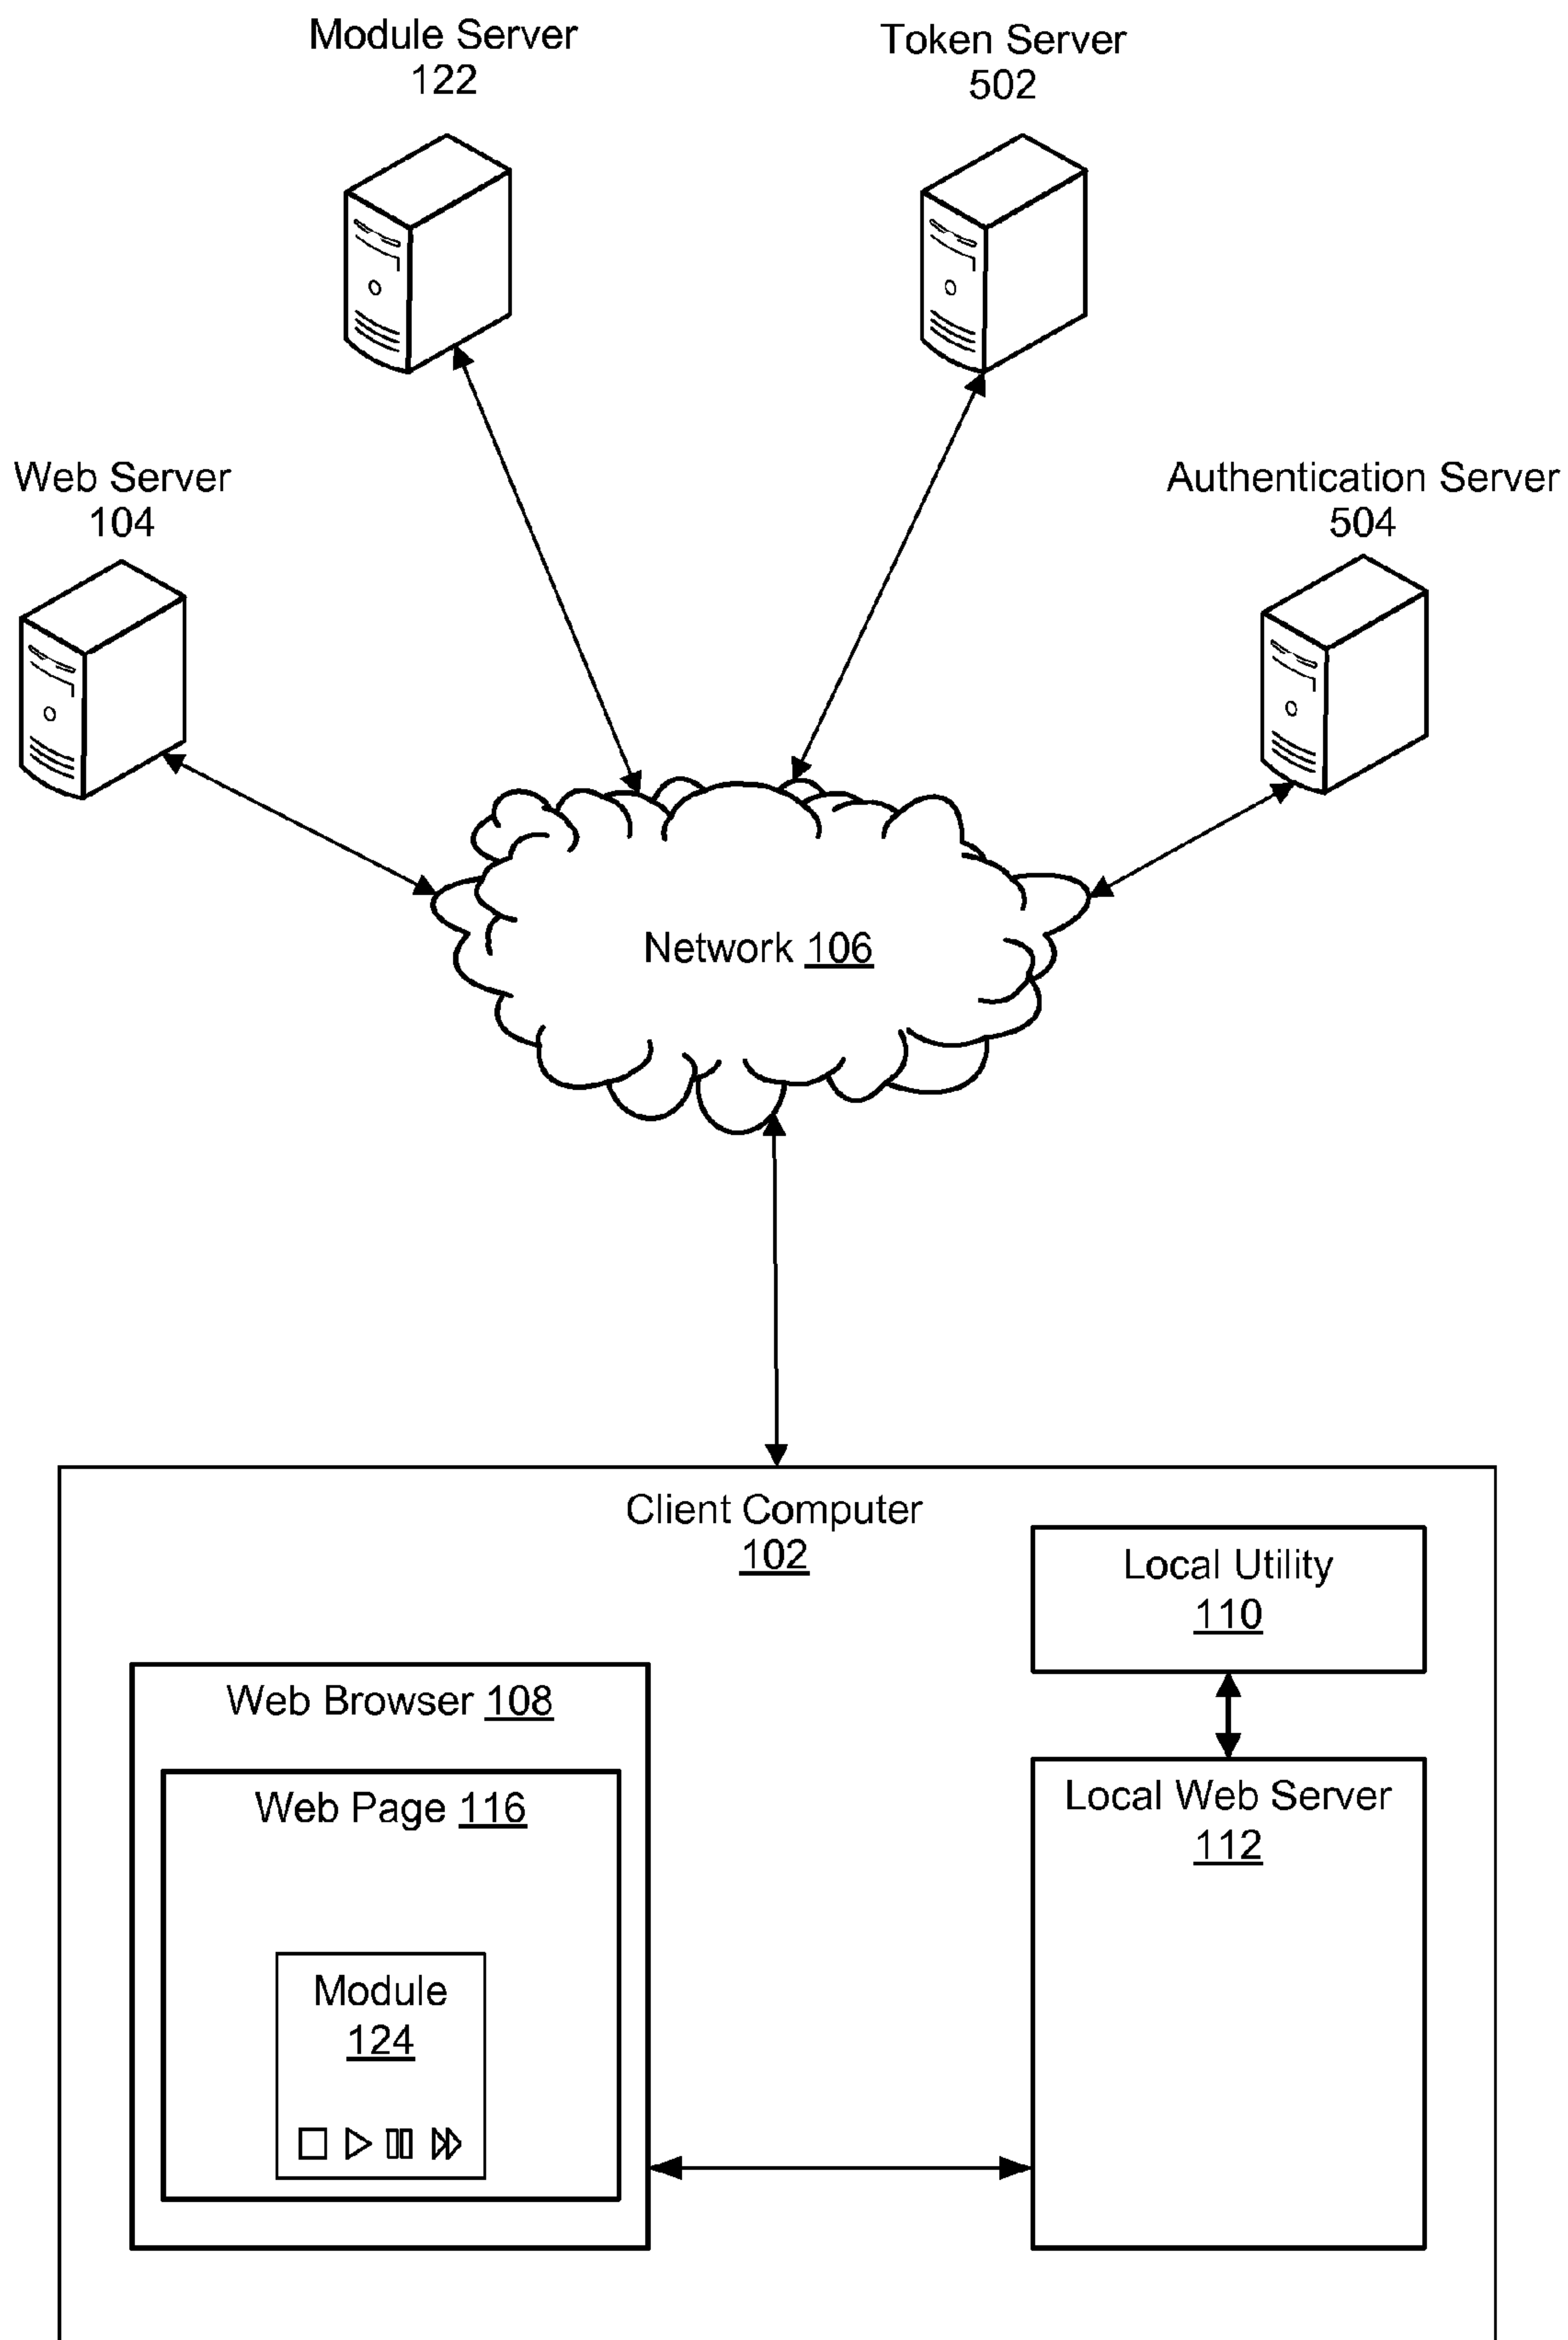 Module Server
122
Token Server
502
Web Server
104
Authentication Server
504
Network 106
Client Computer
102
Local Utility
110
Web Browser 108
Web Page 116
Local Web Server
112
Module
124